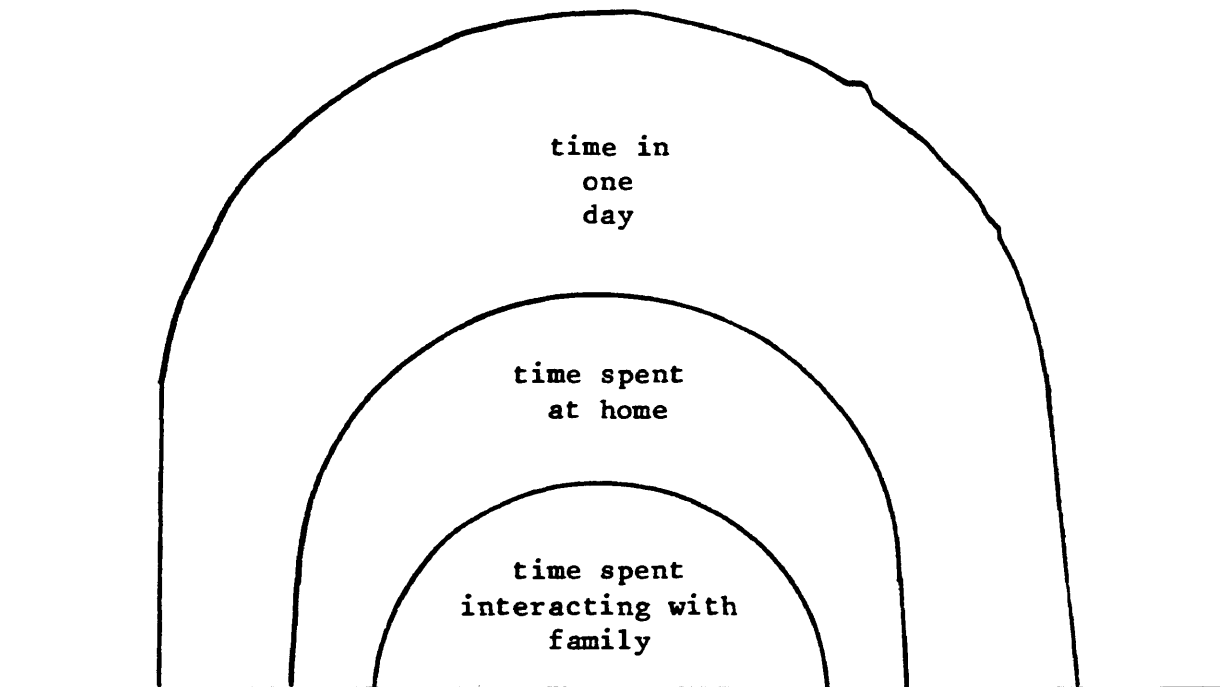 time in
one
day
time spent
at home
time spent
interacting with
family